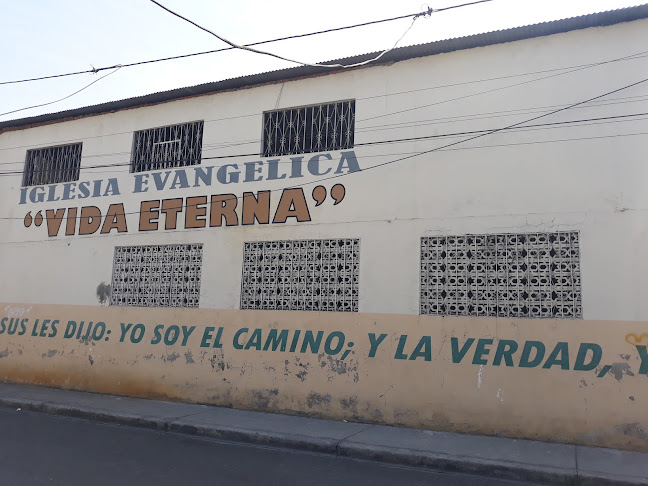 IGLESIA EVANGELICA
“VIDA ETERNA”
SUS LES DIJO: YO SOY EL CAMINO; Y LA VERDAD, Y